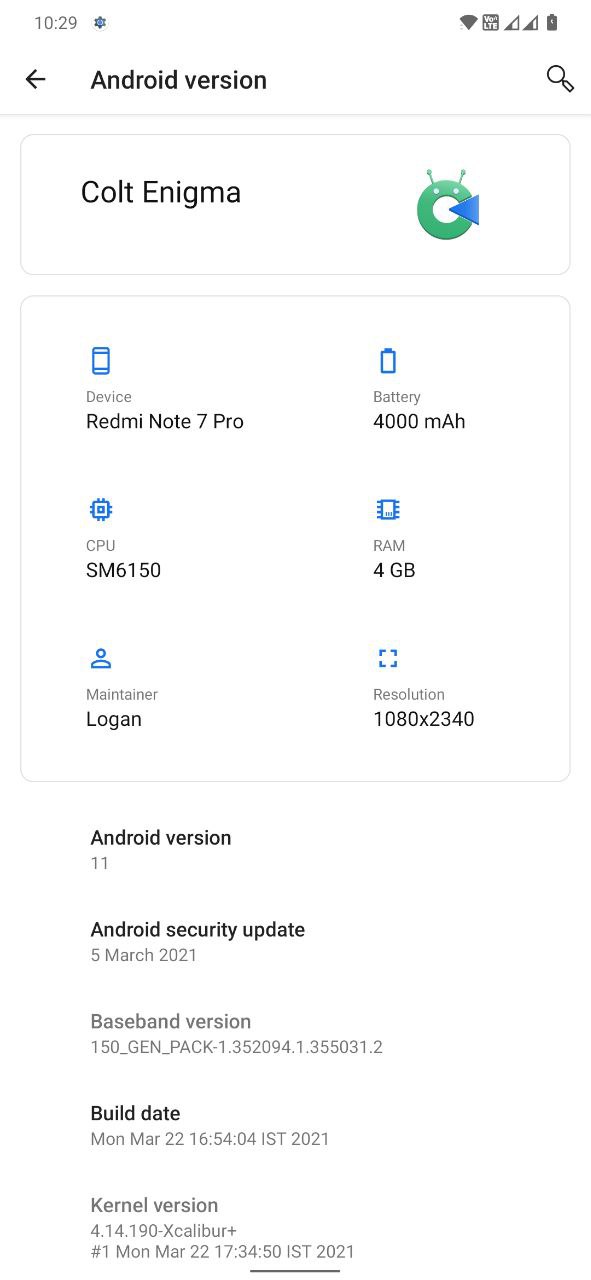 10:29
Vo LTE
Android version
Colt Enigma
Device
Redmi Note 7 Pro
Battery
4000 mAh
CPU
SM6150
RAM
4 GB
Maintainer
Logan
Resolution
1080x2340
Android version
11
Android security update
5 March 2021
Baseband version
150_GEN_PACK-1.352094.1.355031.2
Build date
Mon Mar 22 16:54:04 IST 2021
Kernel version
4.14.190-Xcalibur+
#1 Mon Mar 22 17:34:50 IST 2021